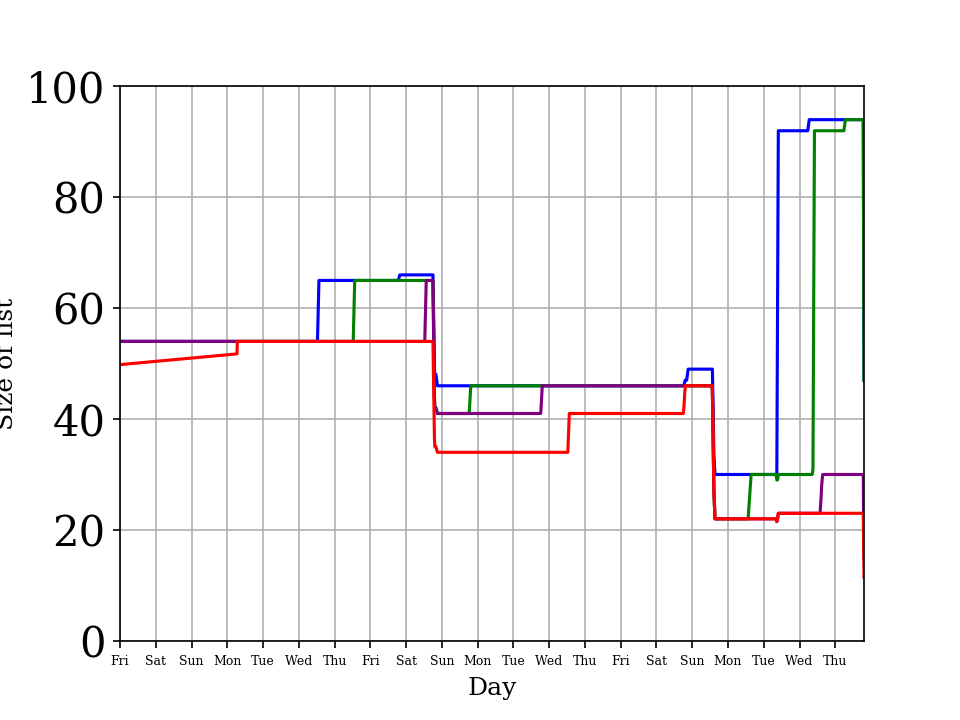 100
80
60
40
20
0
Size of list
Fri Sat Sun Mon Tue Wed Thu Fri Sat Sun Mon Tue Wed Thu Fri Sat Sun Mon Tue Wed Thu
Day